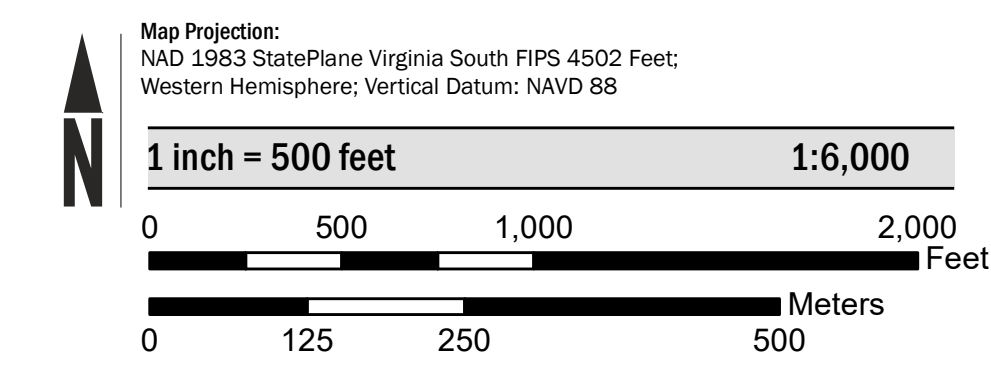 Map Projection:
NAD 1983 StatePlane Virginia South FIPS 4502 Feet;
Western Hemisphere; Vertical Datum: NAVD 88
N
1 inch = 500 feet 1:6,000
0 500 1,000 2,000
Feet
Meters
0 125 250 500